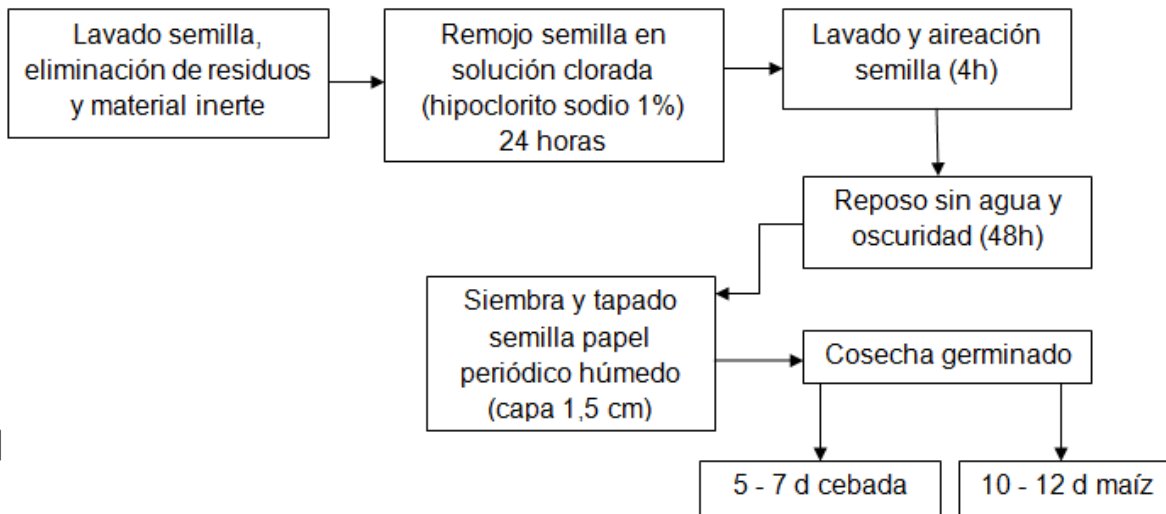 Lavado semilla,
eliminación de residuos
y material inerte
Remojo semilla en
solución clorada
(hipoclorito sodio 1%)
24 horas
Lavado y aireación
semilla (4h)
Reposo sin agua y
oscuridad (48h)
Siembra y tapado
semilla papel
periódico húmedo
(capa 1,5 cm)
Cosecha germinado
5 - 7 d cebada
10 - 12 d maíz